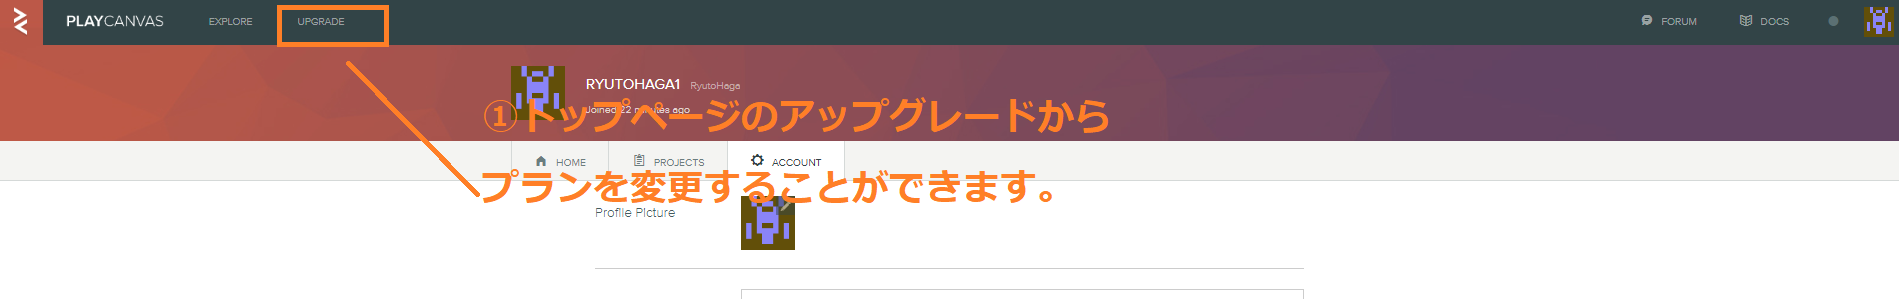 PLAYCANVAS EXPLORE UPGRADE FORUM DOCS
RYUTOHAGA1 RyutoHaga
Joined 22 minutes ago
①トップページのアップグレードから
HOME PROJECTS ACCOUNT
プランを変更することができます。
Profile Picture